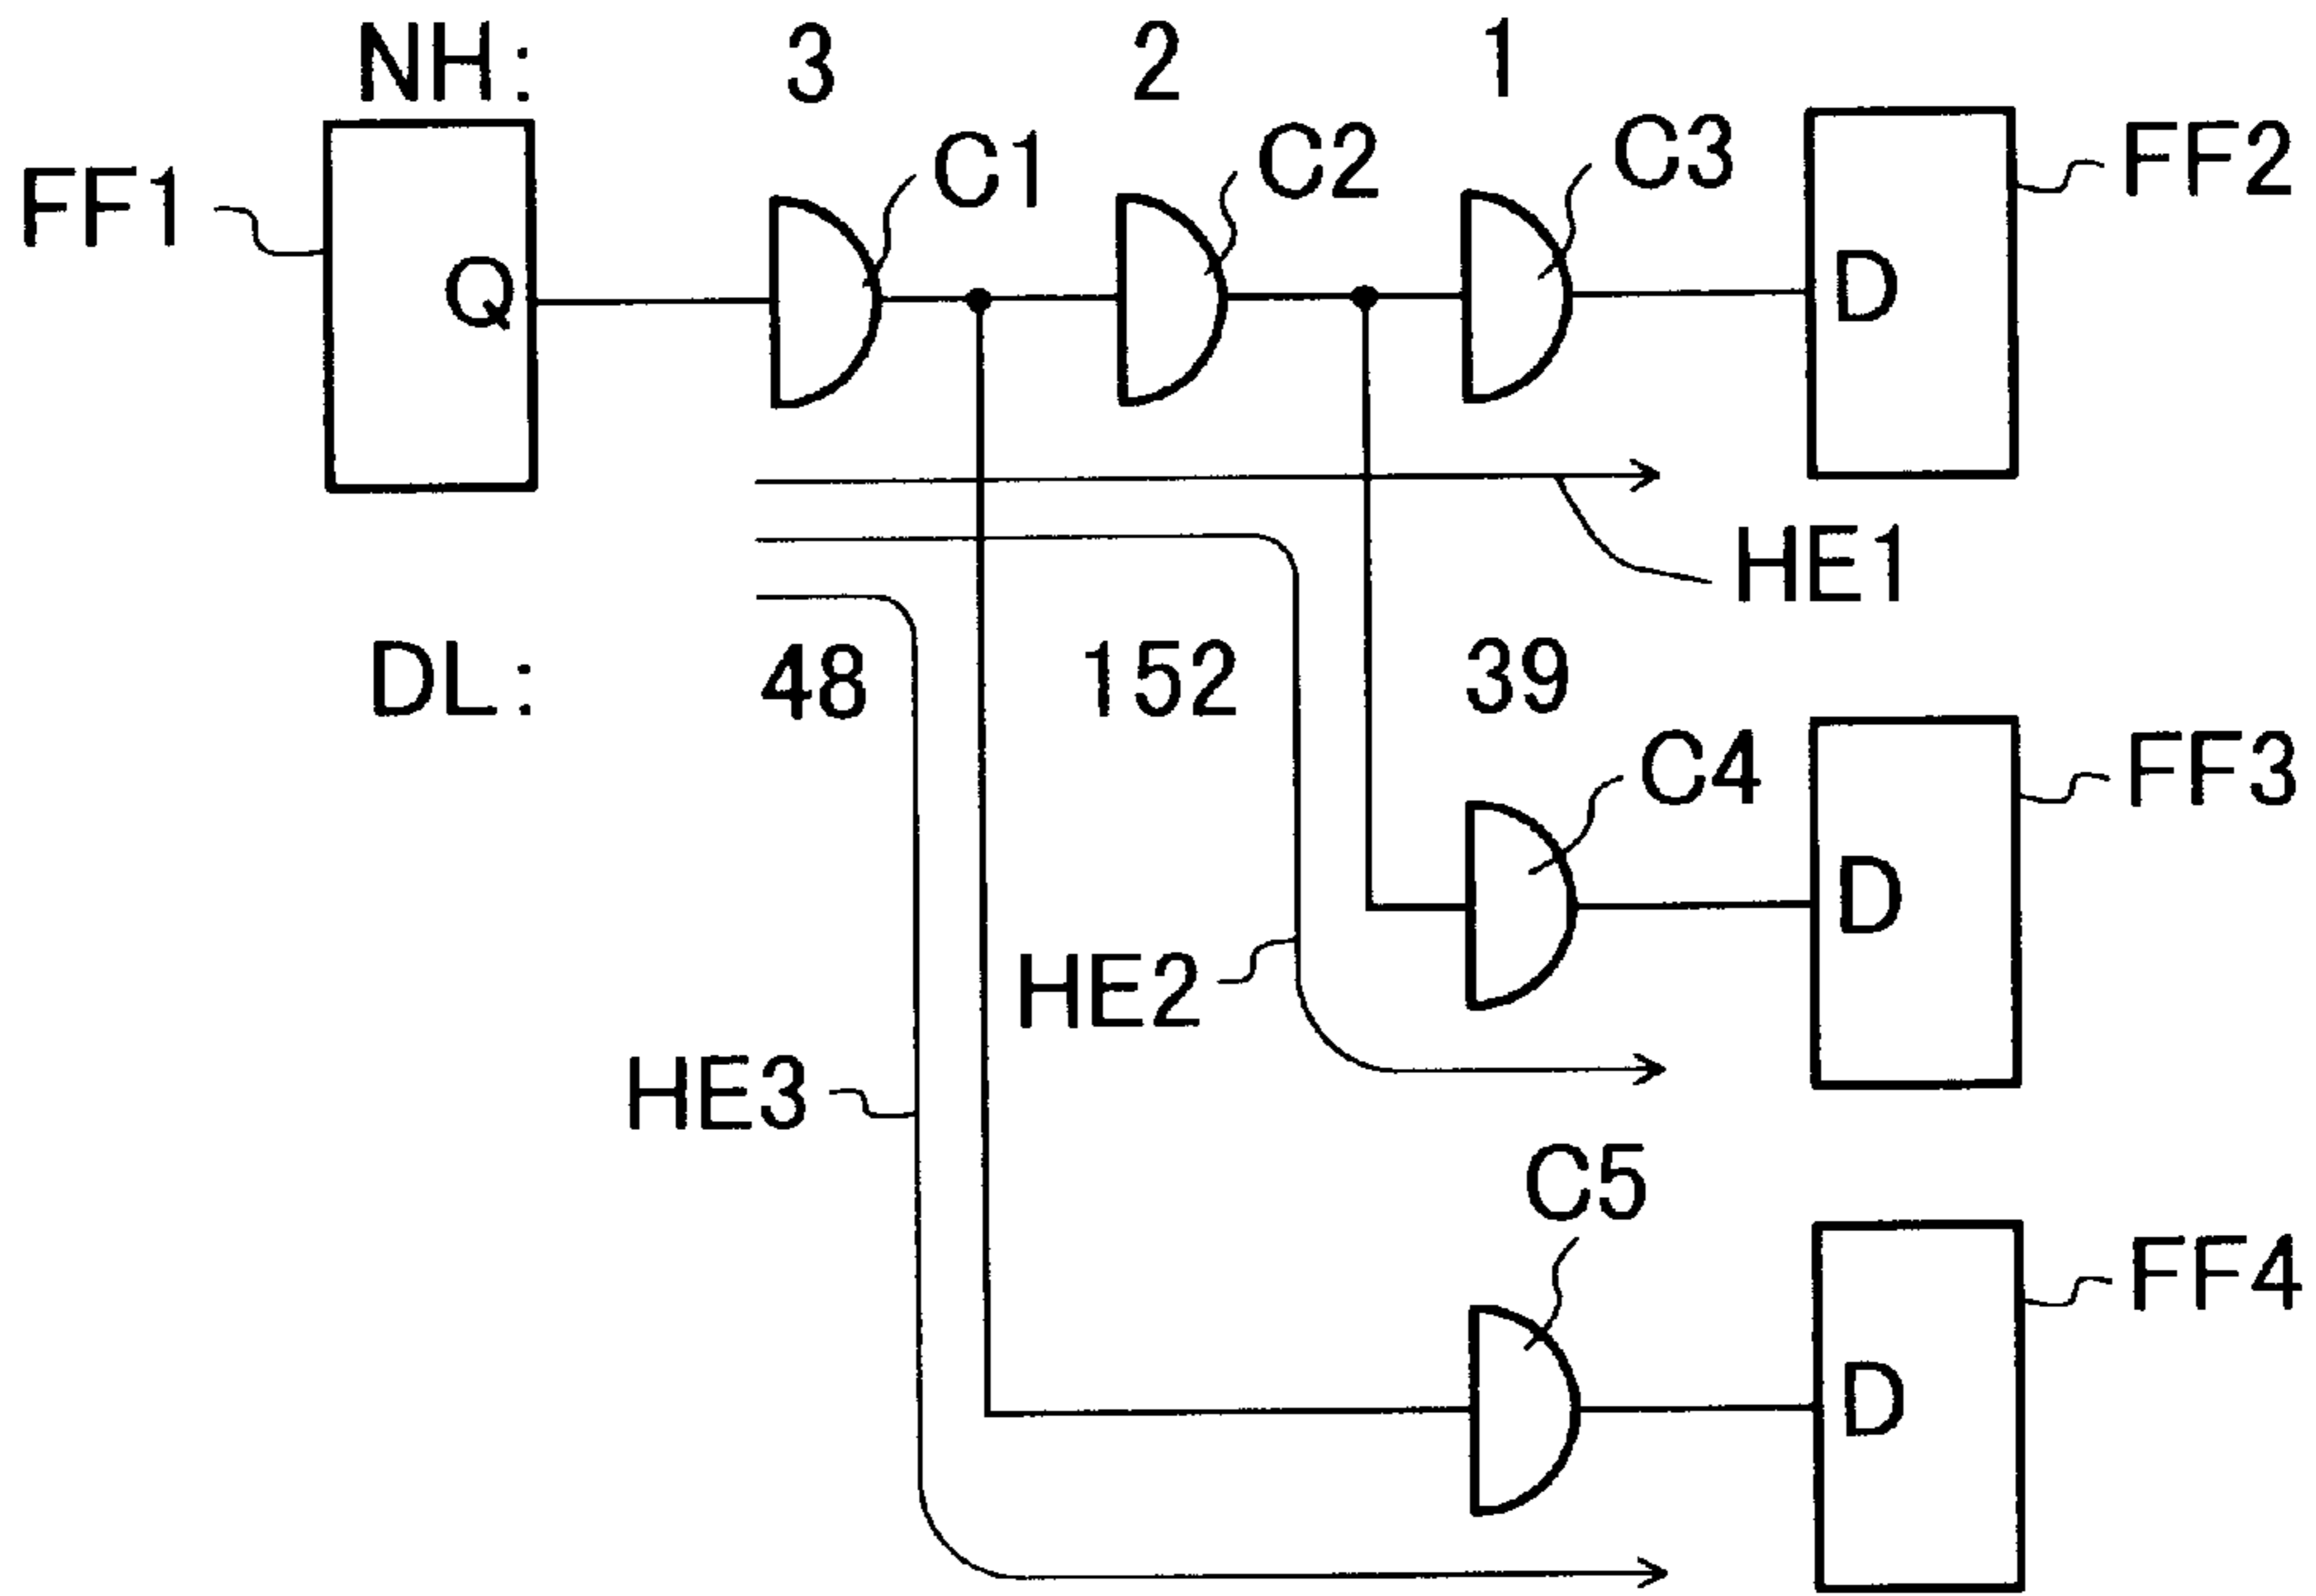 NH: 3 2 1
FF1 C1 C2 C3 FF2
Q D
HE1
DL: 48 152 39
C4 FF3
D
HE2
HE3
C5
FF4
D